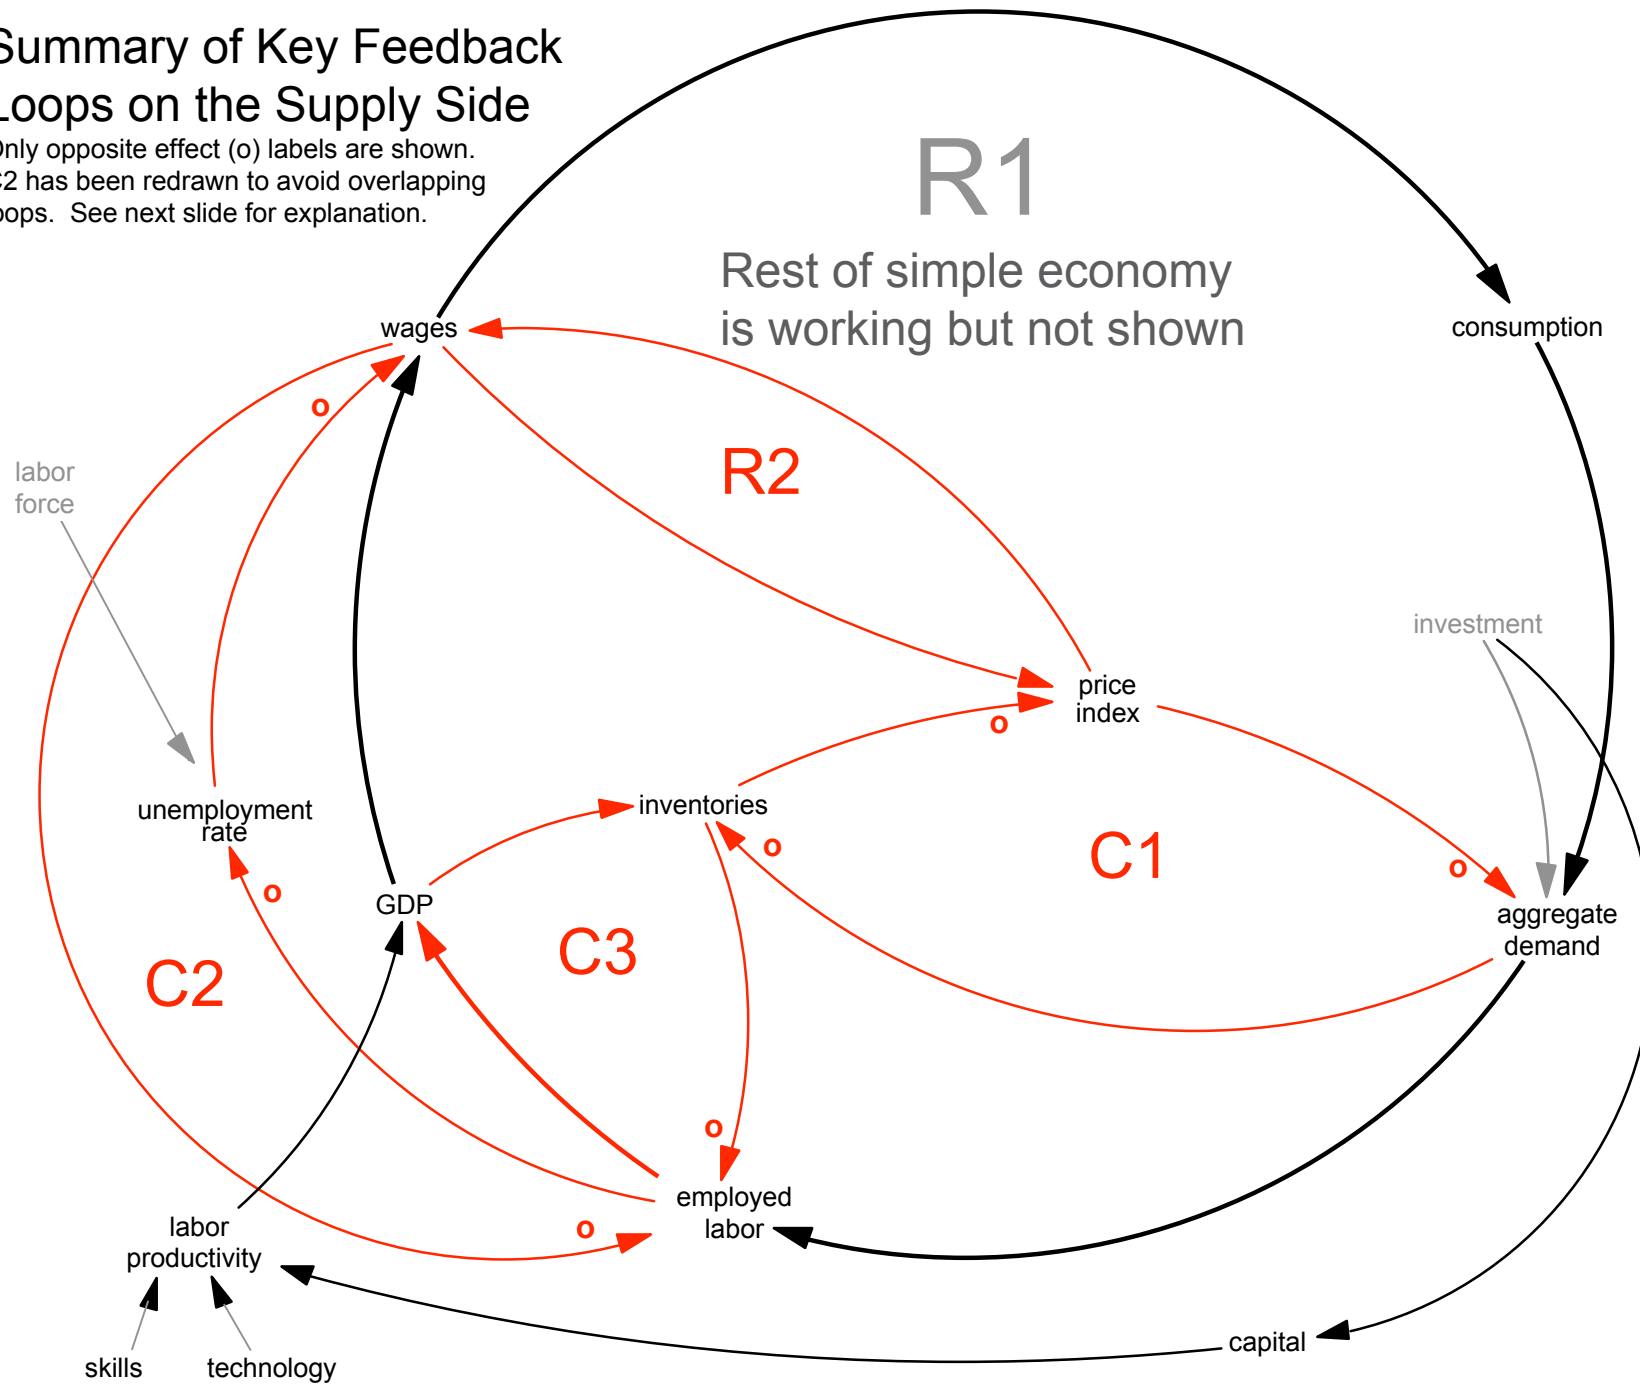 Summary of Key Feedback
Loops on the Supply Side
Only opposite effect (o) labels are shown.
C2 has been redrawn to avoid overlapping
loops.  See next slide for explanation.
R1
Rest of simple economy
is working but not shown
wages
consumption
o
R2
labor
force
investment
price
index
o
unemployment
rate
inventories
o
C1
o
o
GDP
aggregate
demand
C3
C2
o
employed
labor
o
labor
productivity
capital
skills
technology